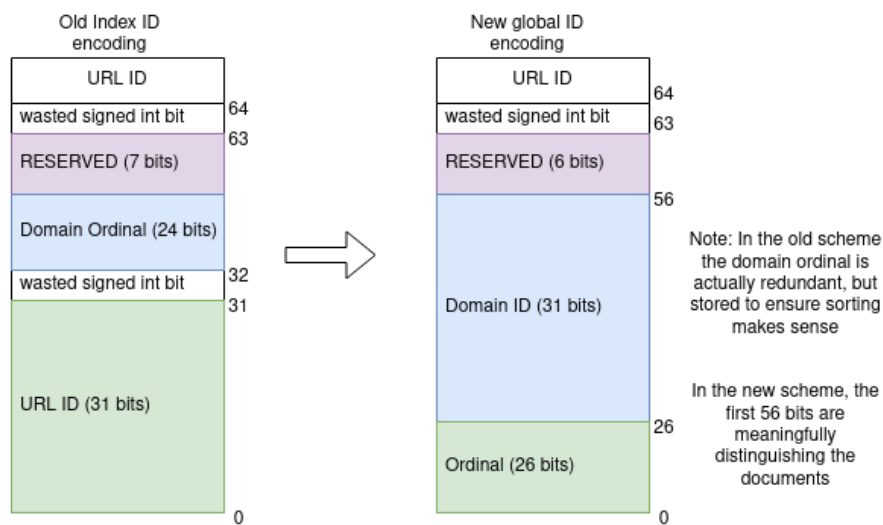 Old Index ID
encoding
URL ID
wasted signed int bit
64
63
RESERVED (7 bits)
Domain Ordinal (24 bits)
wasted signed int bit
32
31
URL ID (31 bits)
0
New global ID
encoding
URL ID
64
wasted signed int bit
63
RESERVED (6 bits)
56
Domain ID (31 bits)
26
Ordinal (26 bits)
0
Note: In the old scheme
the domain ordinal is
actually redundant, but
stored to ensure sorting
makes sense
In the new scheme, the
first 56 bits are
meaningfully
distinguishing the
documents